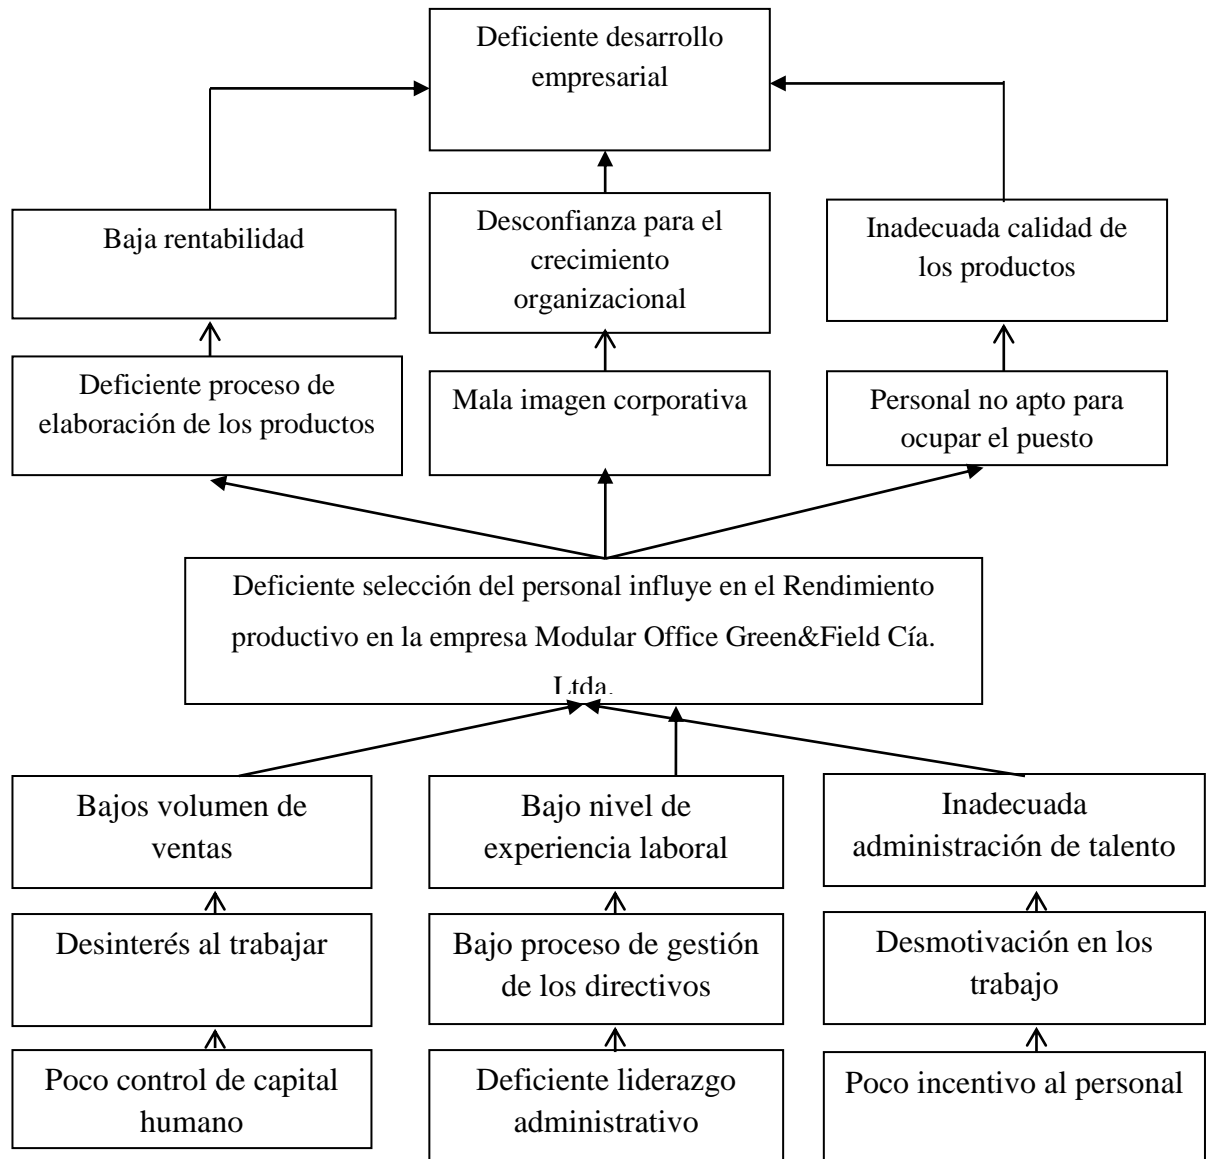 Deficiente desarrollo
empresarial
Baja rentabilidad
Desconfianza para el
crecimiento
organizacional
Inadecuada calidad de
los productos
Deficiente proceso de
elaboración de los productos
Mala imagen corporativa
Personal no apto para
ocupar el puesto
Deficiente selección del personal influye en el Rendimiento
productivo en la empresa Modular Office Green&Field Cía.
Ltda.
Bajos volumen de
ventas
Bajo nivel de
experiencia laboral
Inadecuada
administración de talento
Desinterés al trabajar
Bajo proceso de gestión
de los directivos
Desmotivación en los
trabajo
Poco control de capital
humano
Deficiente liderazgo
administrativo
Poco incentivo al personal